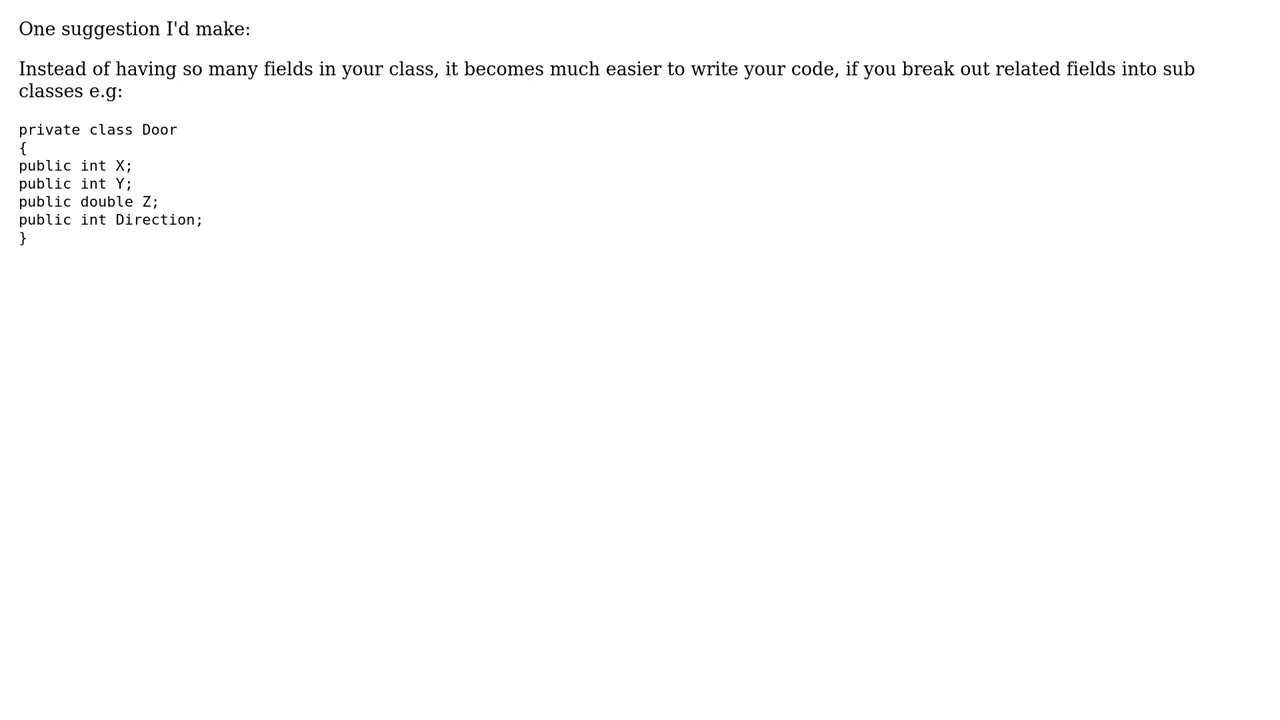 One suggestion I'd make:
Instead of having so many fields in your class, it becomes much easier to write your code, if you break out related fields into sub
classes e.g:
private class Door
{
public int X;
public int Y;
public double Z;
public int Direction;
}